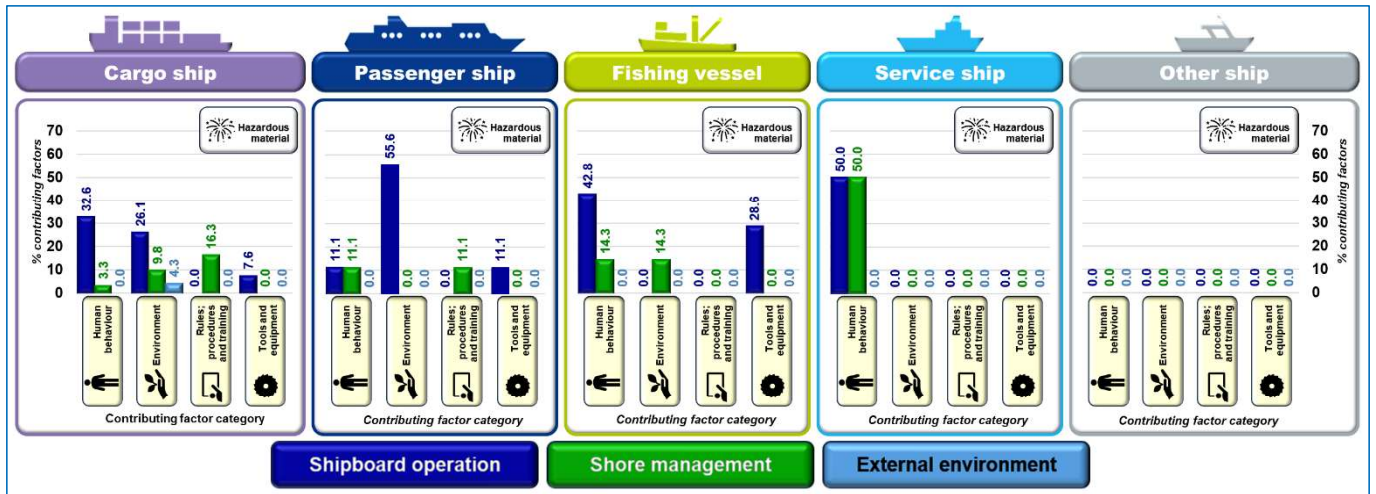 Cargo ship
Passenger ship
Fishing vessel
Service ship
Other ship
% contributing factors
70
60
50
40
30
20
10
0
Hazardous
material
32.6
3.3
0.0
26.1
9.8
4.3
0.0
16.3
0.0
7.6
0.0
0.0
Human
behaviour
Environment
Rules;
procedures
and training
Tools and
equipment
Contributing factor category
Hazardous
material
11.1
11.1
0.0
55.6
0.0
0.0
0.0
11.1
0.0
11.1
0.0
0.0
Human
behaviour
Environment
Rules;
procedures
and training
Tools and
equipment
Contributing factor category
Hazardous
material
42.8
14.3
0.0
0.0
14.3
0.0
0.0
0.0
0.0
28.6
0.0
0.0
Human
behaviour
Environment
Rules;
procedures
and training
Tools and
equipment
Contributing factor category
Hazardous
material
50.0
50.0
0.0
0.0
0.0
0.0
0.0
0.0
0.0
0.0
0.0
0.0
Human
behaviour
Environment
Rules;
procedures
and training
Tools and
equipment
Contributing factor category
Hazardous
material
0.0
0.0
0.0
0.0
0.0
0.0
0.0
0.0
0.0
0.0
0.0
0.0
Human
behaviour
Environment
Rules;
procedures
and training
Tools and
equipment
Contributing factor category
70
60
50
40
30
20
10
0
% contributing factors
Shipboard operation
Shore management
External environment